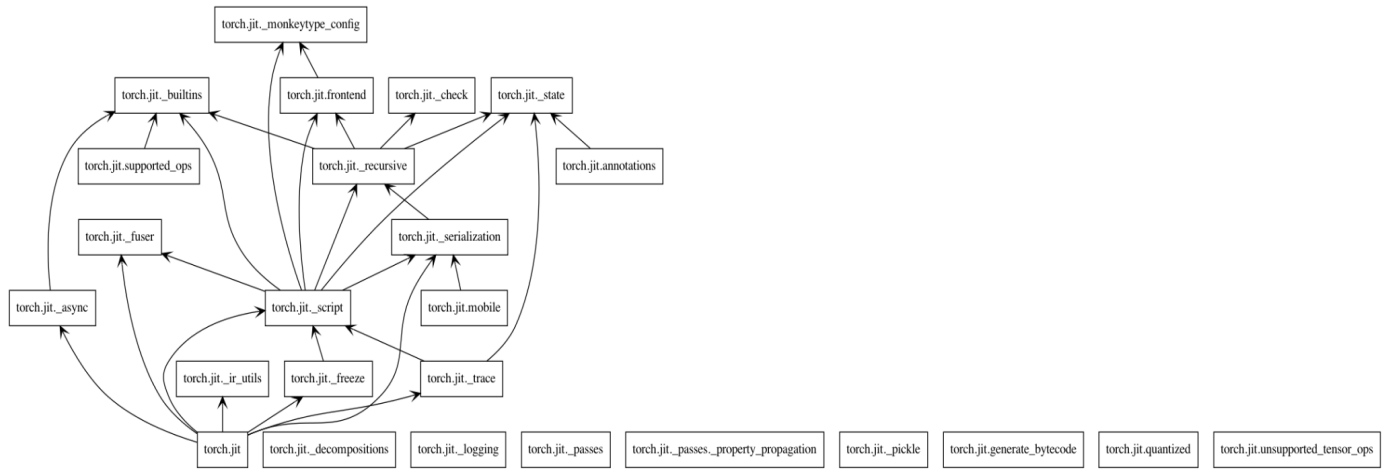 torch.jit._monkeytype_config
torch.jit._builtins
torch.jit.frontend
torch.jit._check
torch.jit._state
torch.jit.supported_ops
torch.jit._recursive
torch.jit.annotations
torch.jit._fuser
torch.jit._serialization
torch.jit._async
torch.jit._script
torch.jit.mobile
torch.jit._ir_utils
torch.jit._freeze
torch.jit._trace
torch.jit
torch.jit._decompositions
torch.jit._logging
torch.jit._passes
torch.jit._passes._property_propagation
torch.jit._pickle
torch.jit.generate_bytecode
torch.jit.quantized
torch.jit.unsupported_tensor_ops